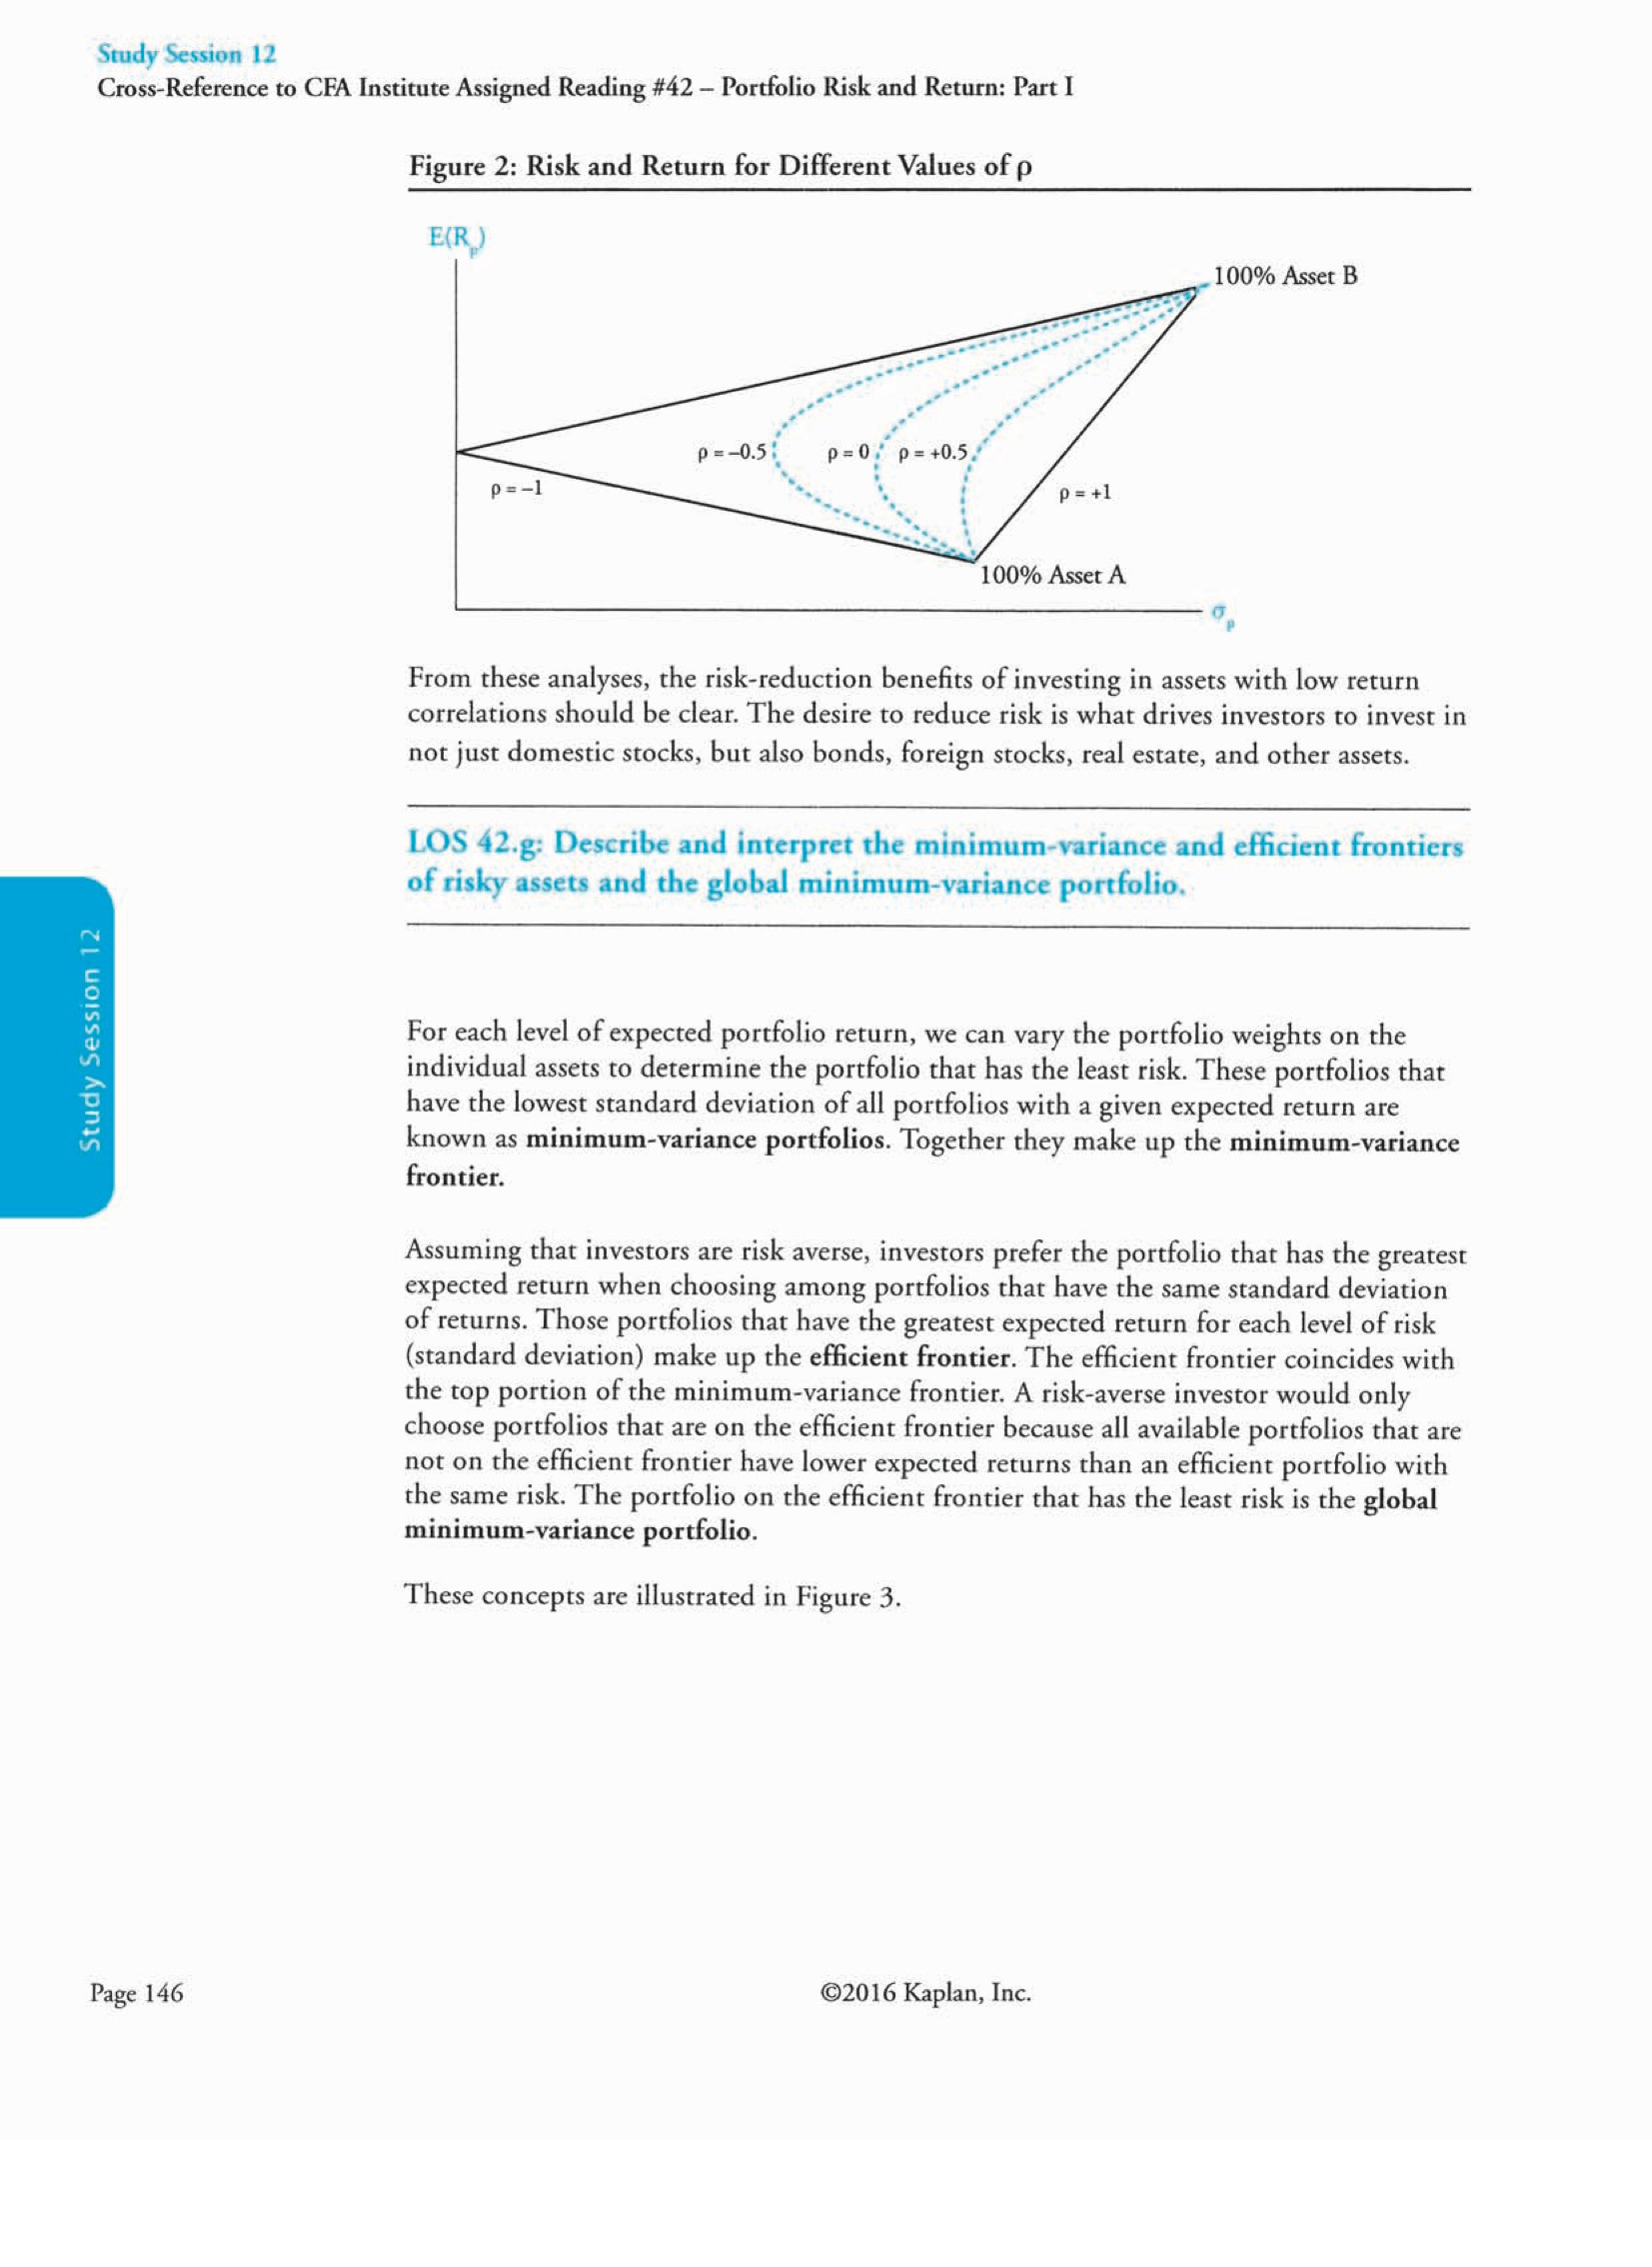 Study Session 12
Cross-Reference to CFA Institute Assigned Reading #42 – Portfolio Risk and Return: Part I
Figure 2: Risk and Return for Different Values of ρ
E(Rp)
100% Asset B
ρ = –0.5
ρ = 0
ρ = +0.5
ρ = –1
ρ = +1
100% Asset A
σp
From these analyses, the risk-reduction benefits of investing in assets with low return
correlations should be clear. The desire to reduce risk is what drives investors to invest in
not just domestic stocks, but also bonds, foreign stocks, real estate, and other assets.
LOS 42.g: Describe and interpret the minimum-variance and efficient frontiers
of risky assets and the global minimum-variance portfolio.
Study Session 12
For each level of expected portfolio return, we can vary the portfolio weights on the
individual assets to determine the portfolio that has the least risk. These portfolios that
have the lowest standard deviation of all portfolios with a given expected return are
known as minimum-variance portfolios. Together they make up the minimum-variance
frontier.
Assuming that investors are risk averse, investors prefer the portfolio that has the greatest
expected return when choosing among portfolios that have the same standard deviation
of returns. Those portfolios that have the greatest expected return for each level of risk
(standard deviation) make up the efficient frontier. The efficient frontier coincides with
the top portion of the minimum-variance frontier. A risk-averse investor would only
choose portfolios that are on the efficient frontier because all available portfolios that are
not on the efficient frontier have lower expected returns than an efficient portfolio with
the same risk. The portfolio on the efficient frontier that has the least risk is the global
minimum-variance portfolio.
These concepts are illustrated in Figure 3.
Page 146
©2016 Kaplan, Inc.